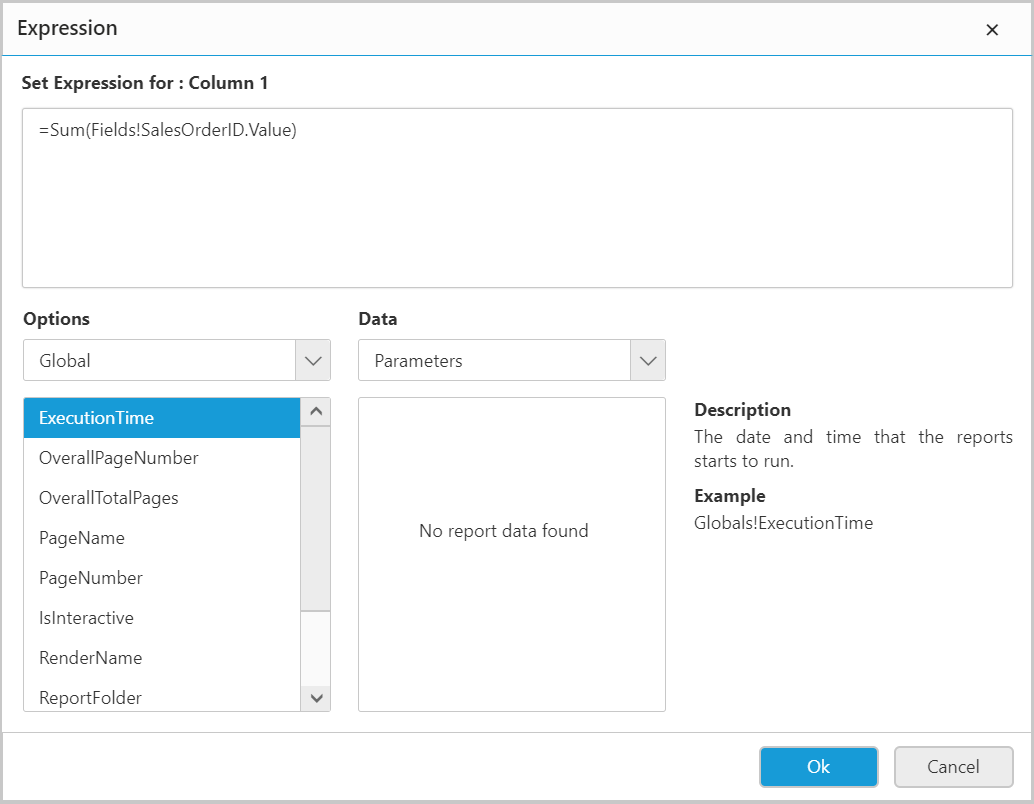 Expression
Set Expression for : Column 1
=Sum(Fields!SalesOrderID.Value)
Options
Global
ExecutionTime
OverallPageNumber
OverallTotalPages
PageName
PageNumber
IsInteractive
RenderName
ReportFolder
Data
Parameters
No report data found
Description
The date and time that the reports
starts to run.
Example
Globals!ExecutionTime
Ok
Cancel